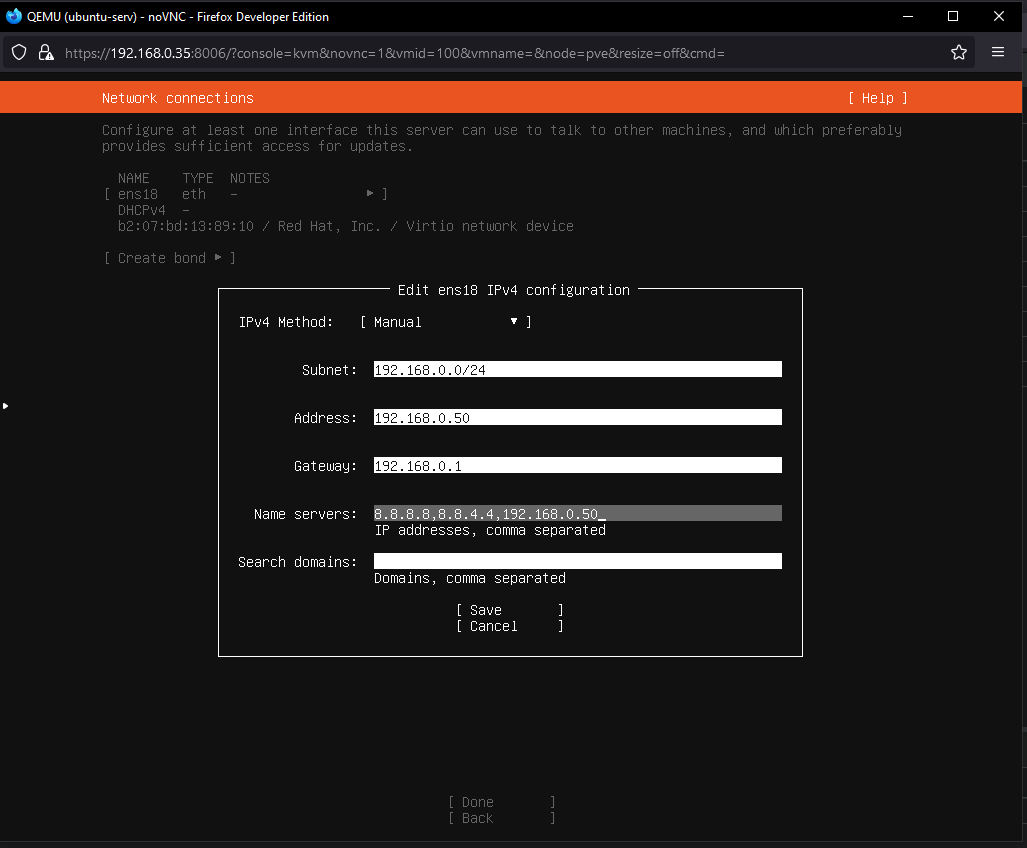 QEMU (ubuntu-serv) - noVNC - Firefox Developer Edition
https://192.168.0.35:8006/?console=kvm&novnc=1&vmid=100&vmname=&node=pve&resize=off&cmd=
Network connections [ Help ]
Configure at least one interface this server can use to talk to other machines, and which preferably
provides sufficient access for updates.
NAME TYPE NOTES
[ ens18 eth - ▸ ]
DHCPv4 -
b2:07:bd:13:89:10 / Red Hat, Inc. / Virtio network device
[ Create bond ▸ ]
Edit ens18 IPv4 configuration
IPv4 Method: [ Manual ▾ ]
Subnet: 192.168.0.0/24
Address: 192.168.0.50
Gateway: 192.168.0.1
Name servers: 8.8.8.8,8.8.4.4,192.168.0.50_
IP addresses, comma separated
Search domains:
Domains, comma separated
[ Save ]
[ Cancel ]
[ Done ]
[ Back ]